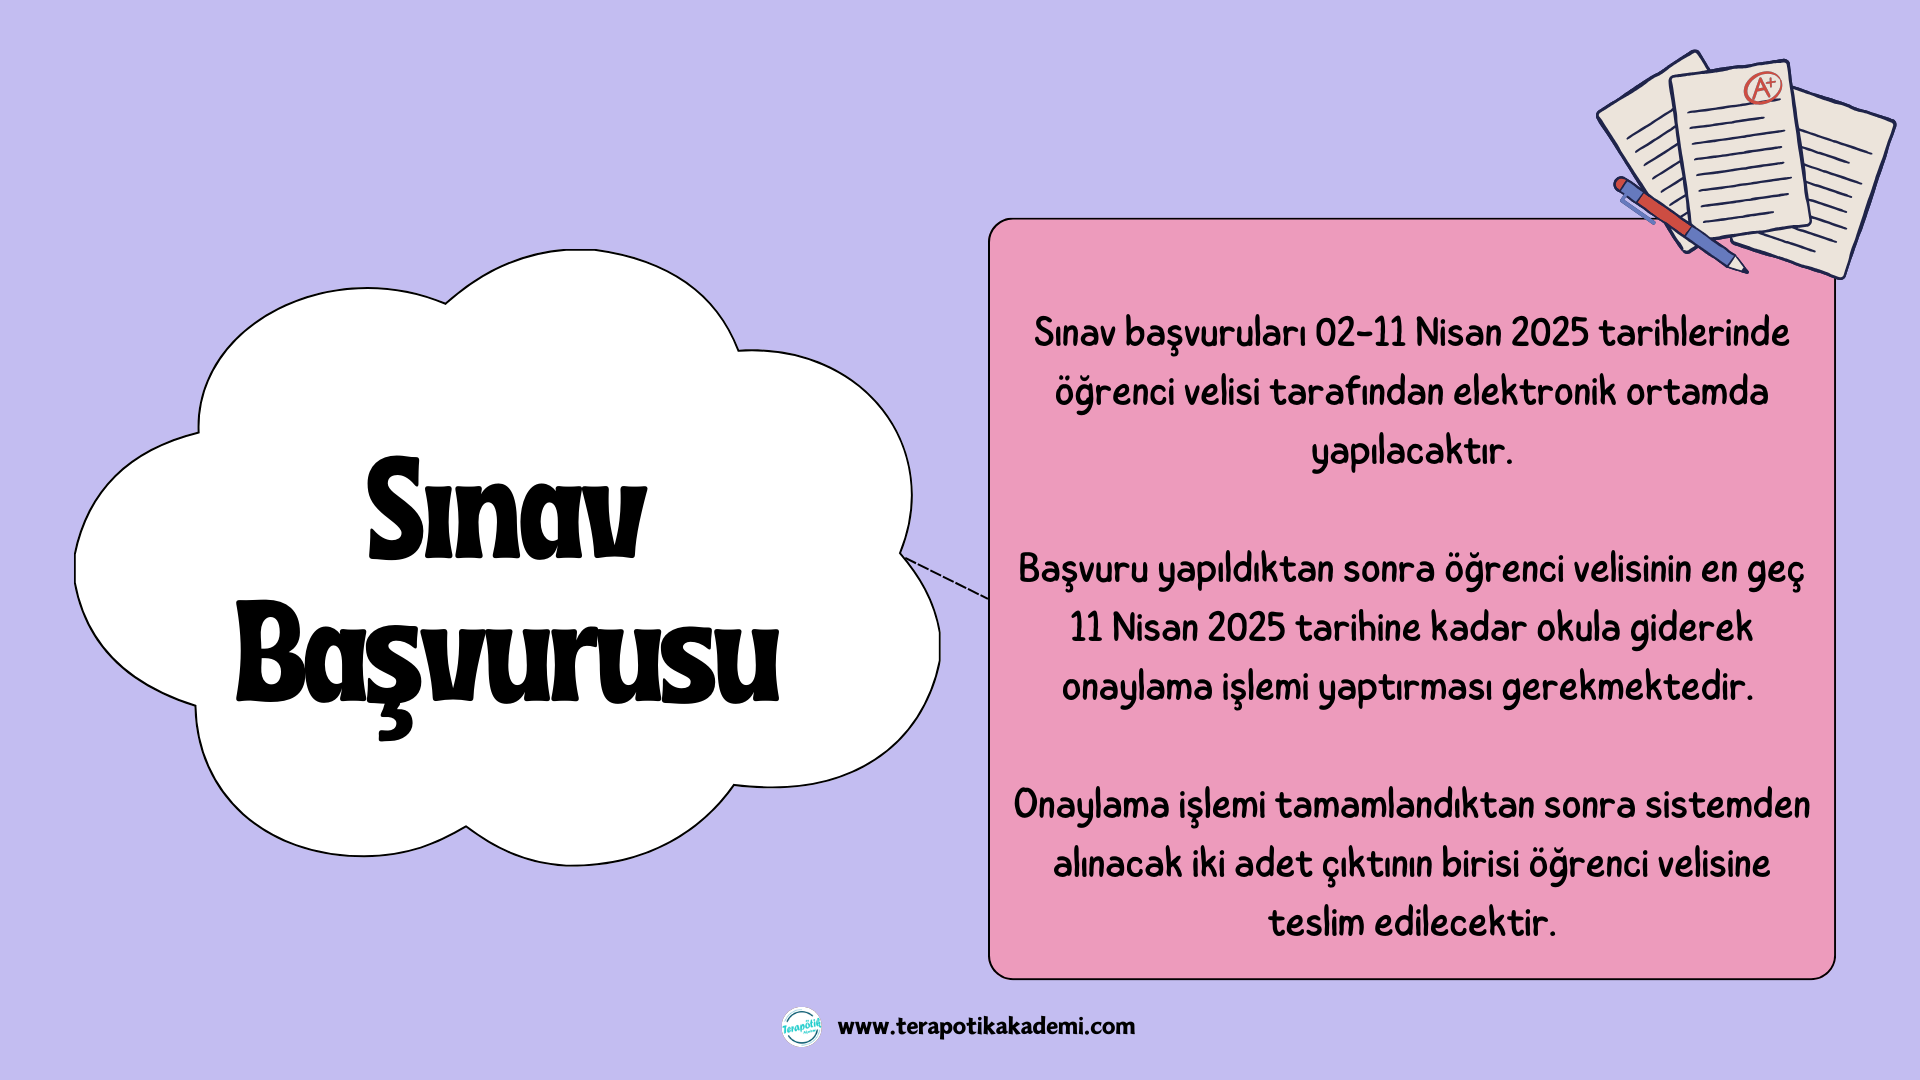 Sınav
Başvurusu
A+
Sınav başvuruları 02-11 Nisan 2025 tarihlerinde
öğrenci velisi tarafından elektronik ortamda
yapılacaktır.
Başvuru yapıldıktan sonra öğrenci velisinin en geç
11 Nisan 2025 tarihine kadar okula giderek
onaylama işlemi yaptırması gerekmektedir.
Onaylama işlemi tamamlandıktan sonra sistemden
alınacak iki adet çıktının birisi öğrenci velisine
teslim edilecektir.
Terapötik
www.terapotikakademi.com